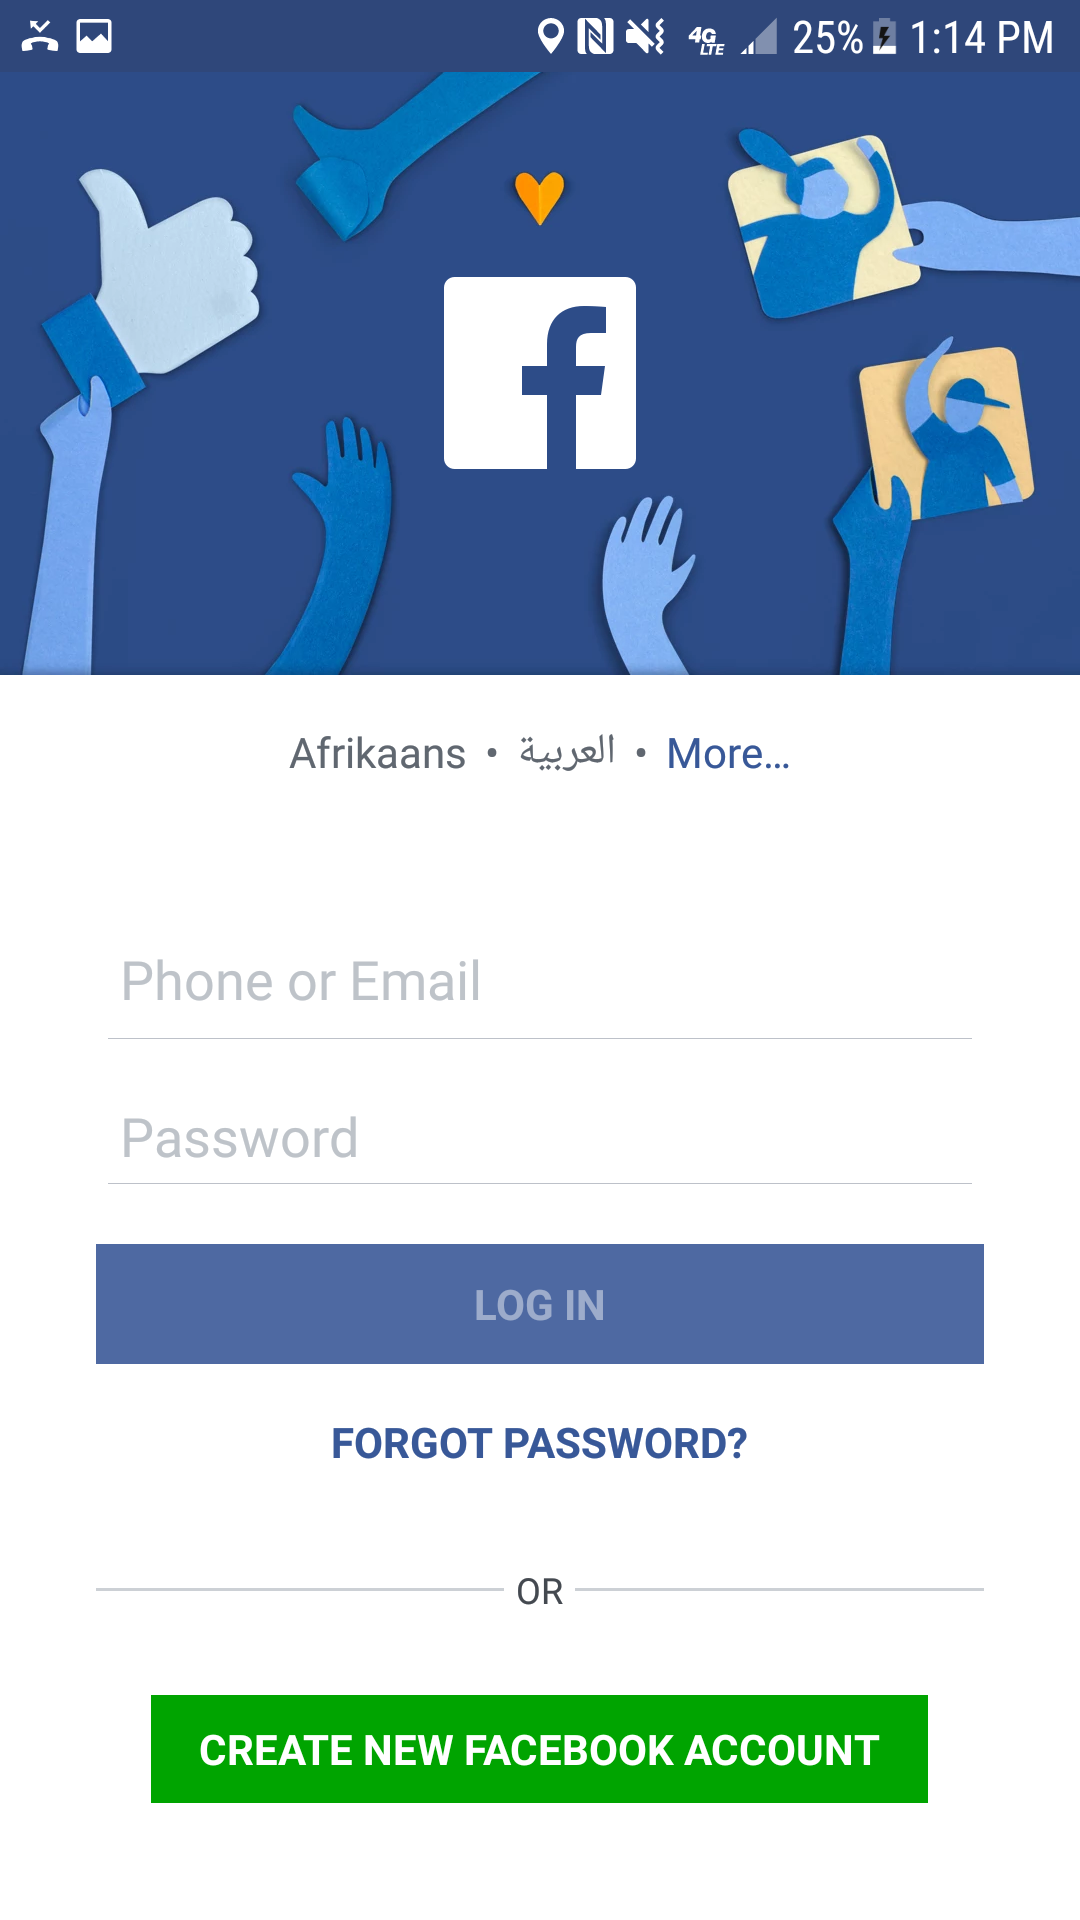 4G LTE 25% 1:14 PM
Afrikaans • العربية • More...
Phone or Email
Password
LOG IN
FORGOT PASSWORD?
OR
CREATE NEW FACEBOOK ACCOUNT